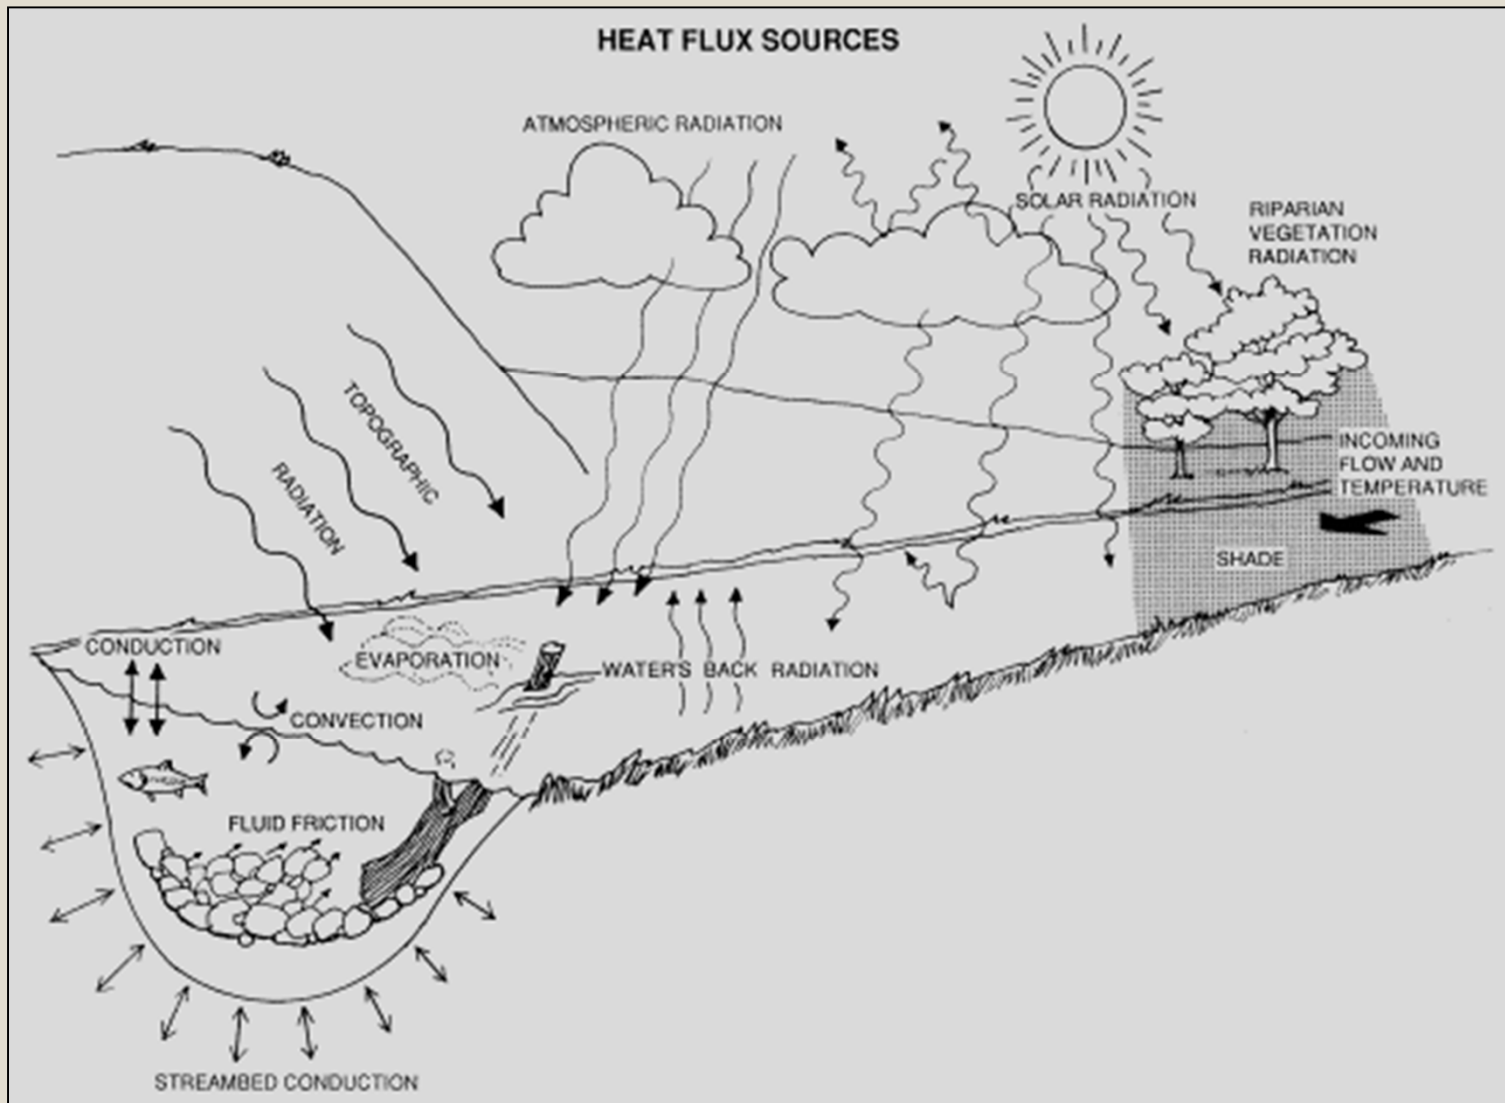 HEAT FLUX SOURCES
ATMOSPHERIC RADIATION
SOLAR RADIATION
RIPARIAN
VEGETATION
RADIATION
TOPOGRAPHIC
RADIATION
INCOMING
FLOW AND
TEMPERATURE
SHADE
CONDUCTION
EVAPORATION
WATER'S BACK RADIATION
CONVECTION
FLUID FRICTION
STREAMBED CONDUCTION